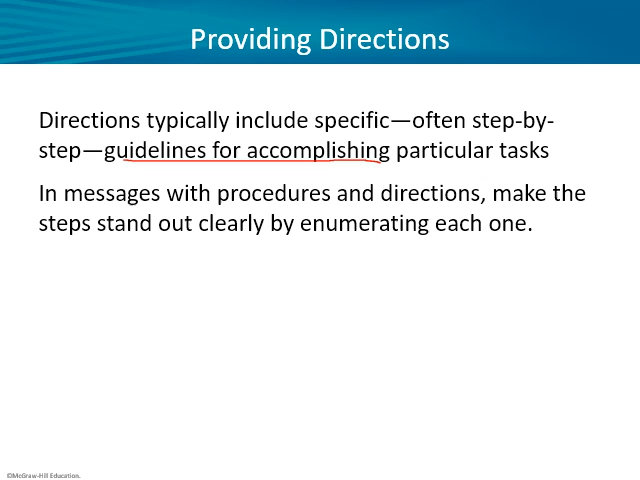 Providing Directions
Directions typically include specific—often step-by-
step—guidelines for accomplishing particular tasks
In messages with procedures and directions, make the
steps stand out clearly by enumerating each one.
©McGraw-Hill Education.